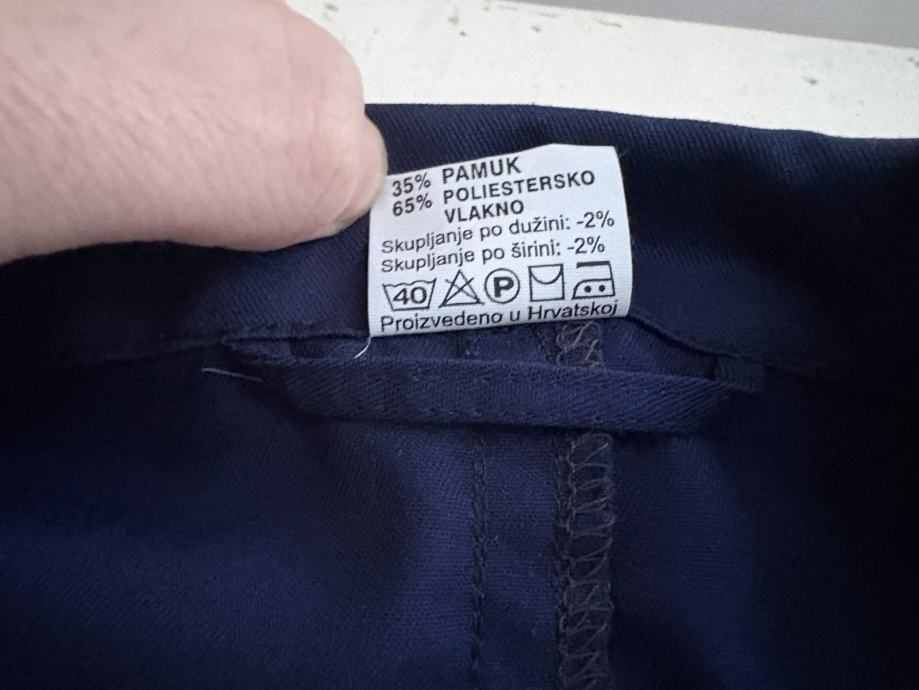 35% PAMUK
65% POLIESTERSKO
VLAKNO
Skupljanje po dužini: -2%
Skupljanje po širini: -2%
40 P
Proizvedeno u Hrvatskoj